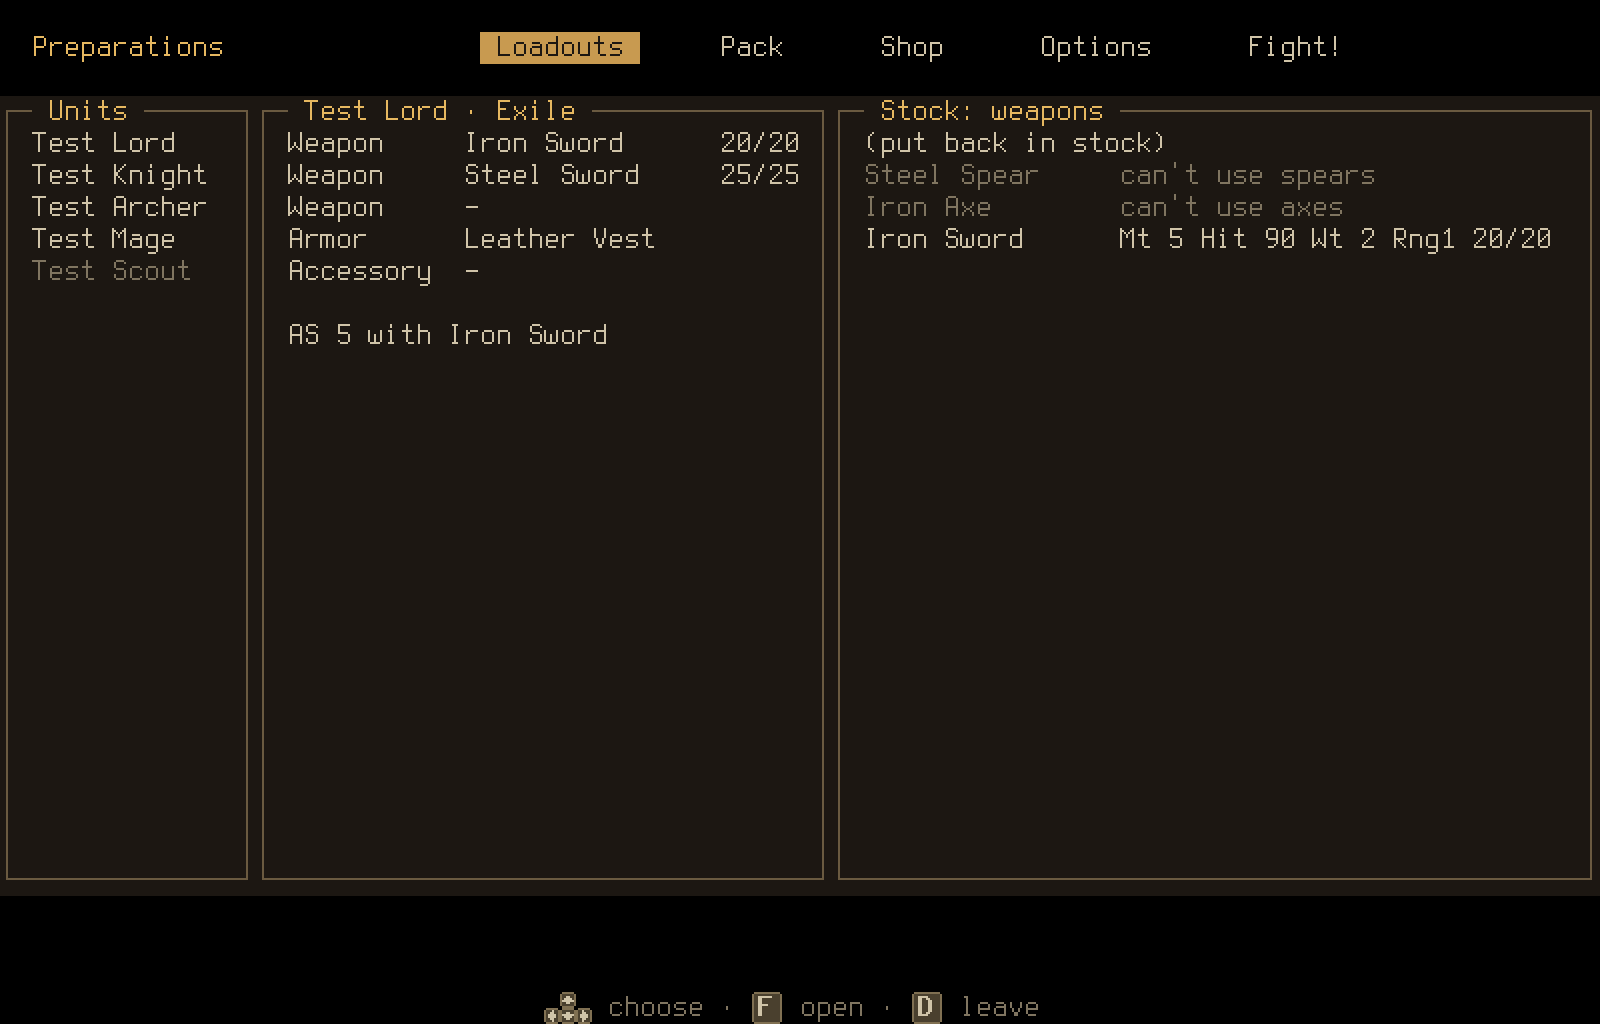 Preparations Loadouts Pack Shop Options Fight!
Units
Test Lord
Test Knight
Test Archer
Test Mage
Test Scout
Test Lord · Exile
Weapon Iron Sword 20/20
Weapon Steel Sword 25/25
Weapon -
Armor Leather Vest
Accessory -
AS 5 with Iron Sword
Stock: weapons
(put back in stock)
Steel Spear can't use spears
Iron Axe can't use axes
Iron Sword Mt 5 Hit 90 Wt 2 Rng1 20/20
choose · F open · D leave